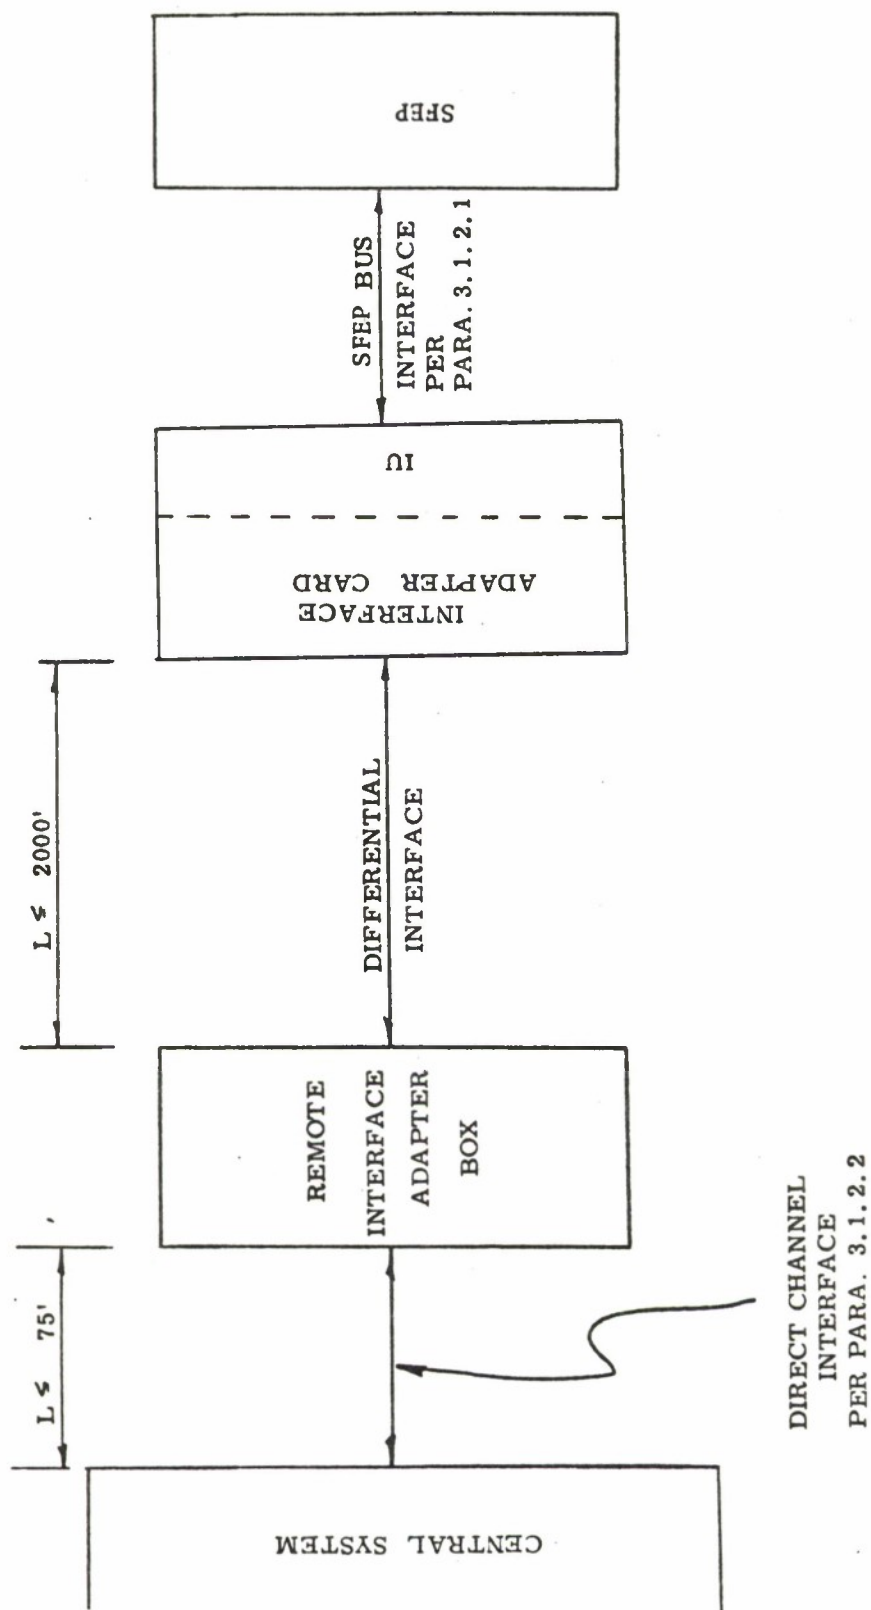 L ≤ 75'
L ≤ 2000'
CENTRAL SYSTEM
REMOTE
INTERFACE
ADAPTER
BOX
DIFFERENTIAL
INTERFACE
INTERFACE
ADAPTER CARD
IU
SFEP BUS
INTERFACE
PER
PARA. 3.1.2.1
SFEP
DIRECT CHANNEL
INTERFACE
PER PARA. 3.1.2.2